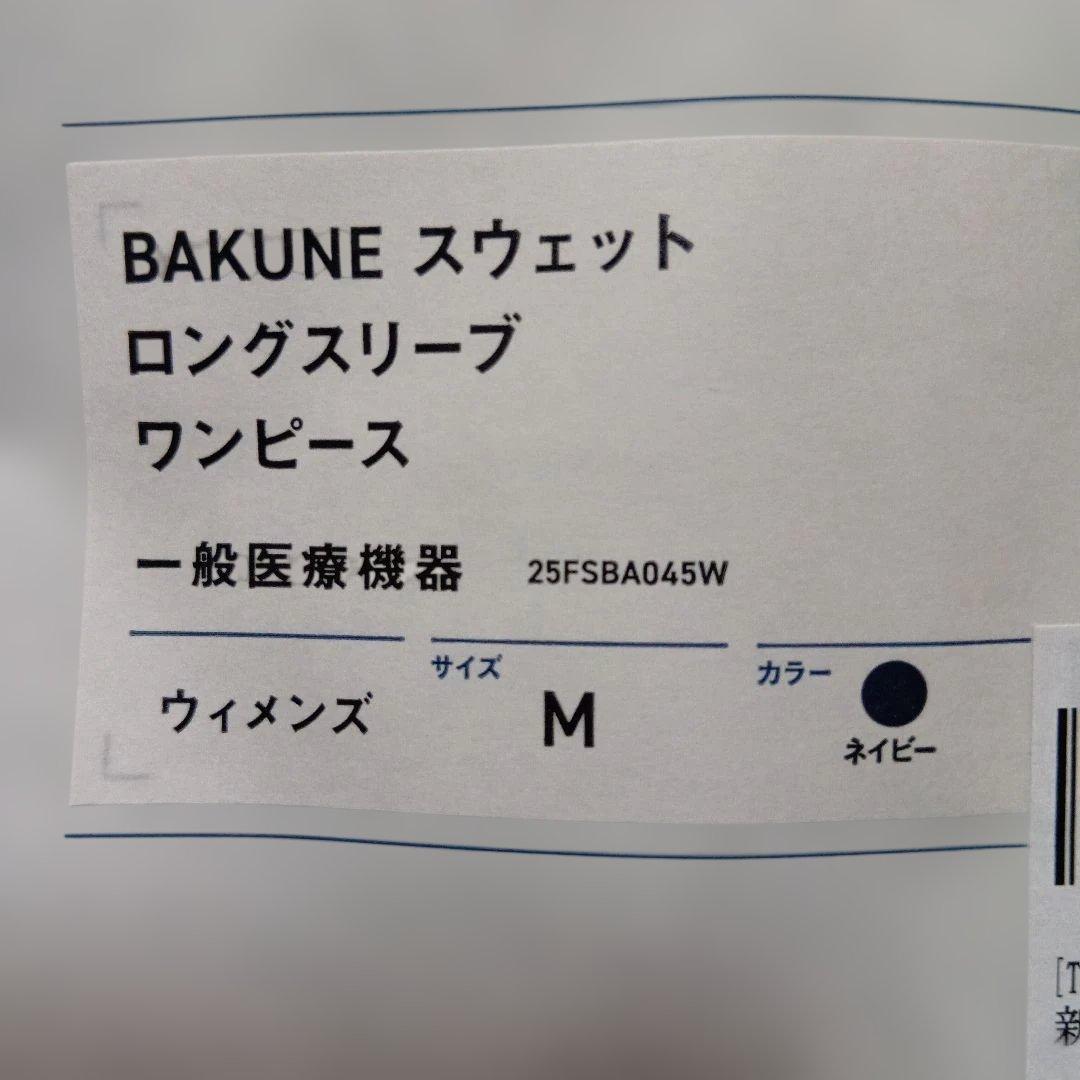 BAKUNE スウェット
ロングスリーブ
ワンピース
一般医療機器 25FSBA045W
ウィメンズ
サイズ
M
カラー
ネイビー
[T
新